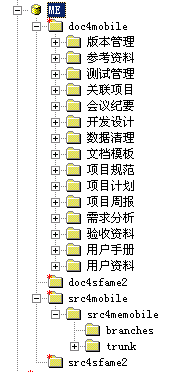 ME
doc4mobile
版本管理
参考资料
测试管理
关联项目
会议纪要
开发设计
数据清理
文档模板
项目规范
项目计划
项目周报
需求分析
验收资料
用户手册
用户资料
doc4sfame2
src4mobile
src4memobile
branches
trunk
src4sfame2